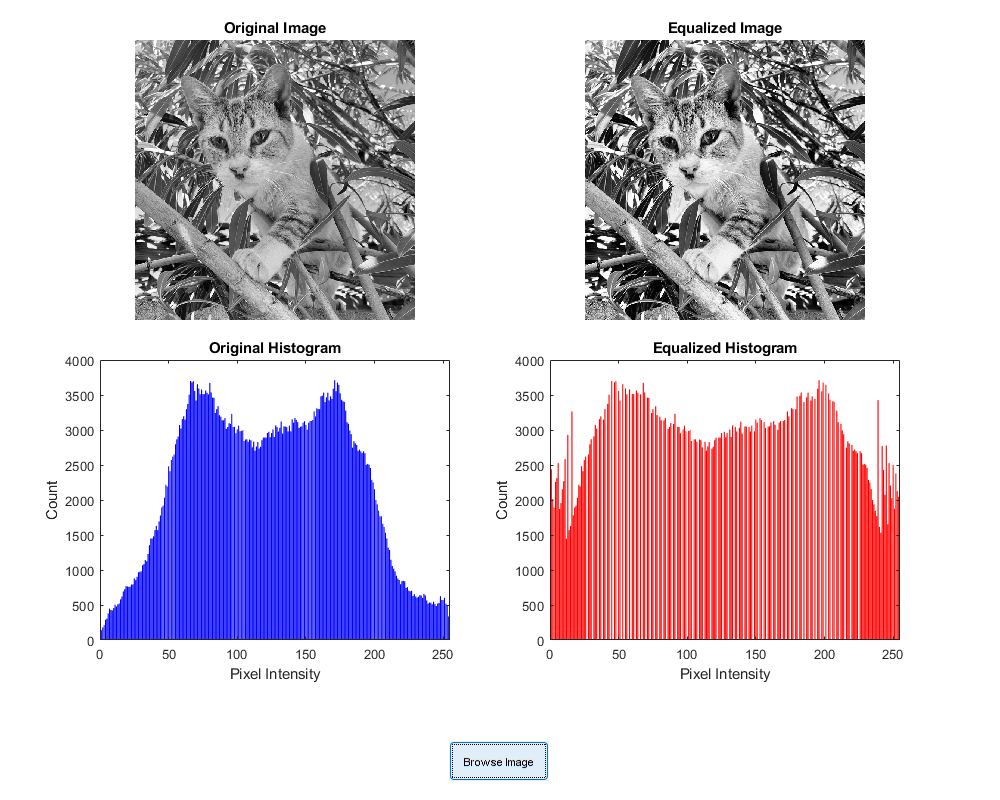 Original Image
Equalized Image
Original Histogram
Equalized Histogram
4000
3500
3000
2500
2000
1500
1000
500
0
Count
0 50 100 150 200 250
Pixel Intensity
4000
3500
3000
2500
2000
1500
1000
500
0
Count
0 50 100 150 200 250
Pixel Intensity
Browse Image